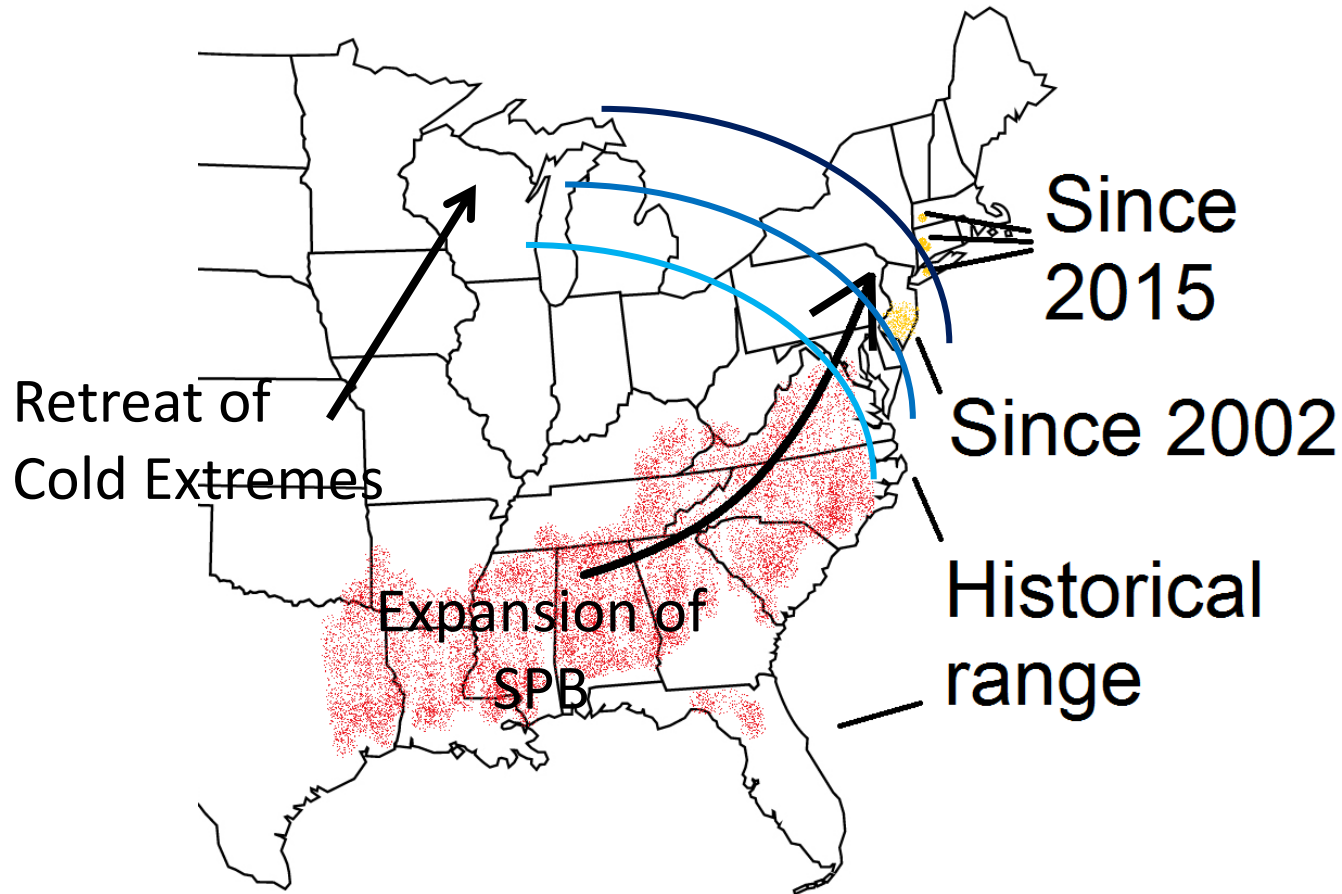 Since
2015
Since 2002
Retreat of
Cold Extremes
Historical
range
Expansion of
SPB